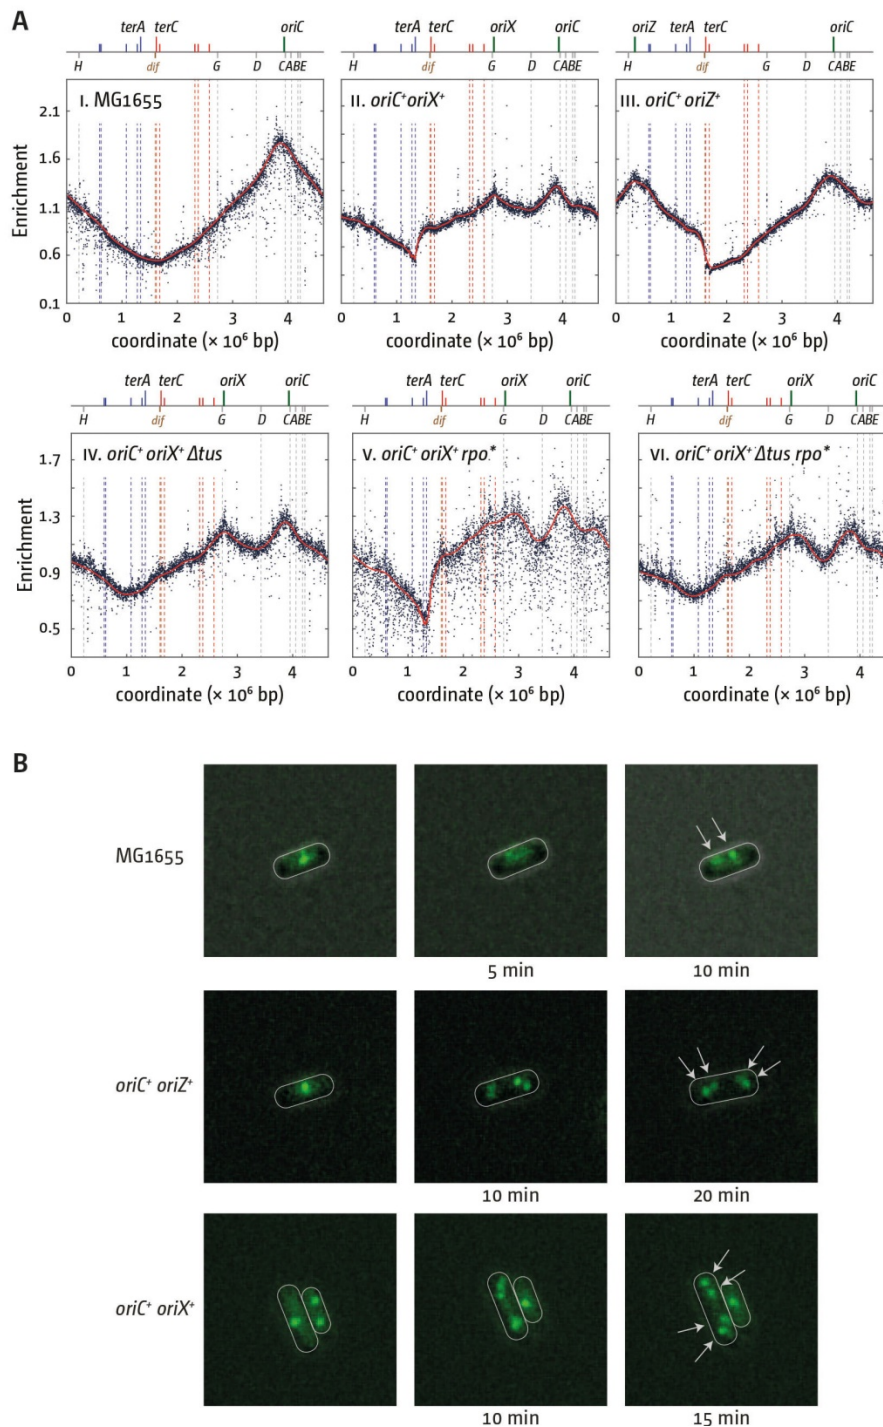 A
terA terC oriC
H dif G D CABE
I. MG1655
terA terC oriX oriC
H dif G D CABE
II. oriC⁺oriX⁺
oriZ terA terC oriC
H dif G D CABE
III. oriC⁺ oriZ⁺
Enrichment
2.1
1.6
1.1
0.6
0.1
0 1 2 3 4
0 1 2 3 4
0 1 2 3 4
coordinate (× 10⁶ bp)
coordinate (× 10⁶ bp)
coordinate (× 10⁶ bp)
terA terC oriX oriC
H dif G D CABE
IV. oriC⁺ oriX⁺ Δtus
terA terC oriX oriC
H dif G D CABE
V. oriC⁺ oriX⁺ rpo*
terA terC oriX oriC
H dif G D CABE
VI. oriC⁺ oriX⁺ Δtus rpo*
Enrichment
1.7
1.3
0.9
0.5
0 1 2 3 4
0 1 2 3 4
0 1 2 3 4
coordinate (× 10⁶ bp)
coordinate (× 10⁶ bp)
coordinate (× 10⁶ bp)
B
MG1655
5 min
10 min
oriC⁺ oriZ⁺
10 min
20 min
oriC⁺ oriX⁺
10 min
15 min